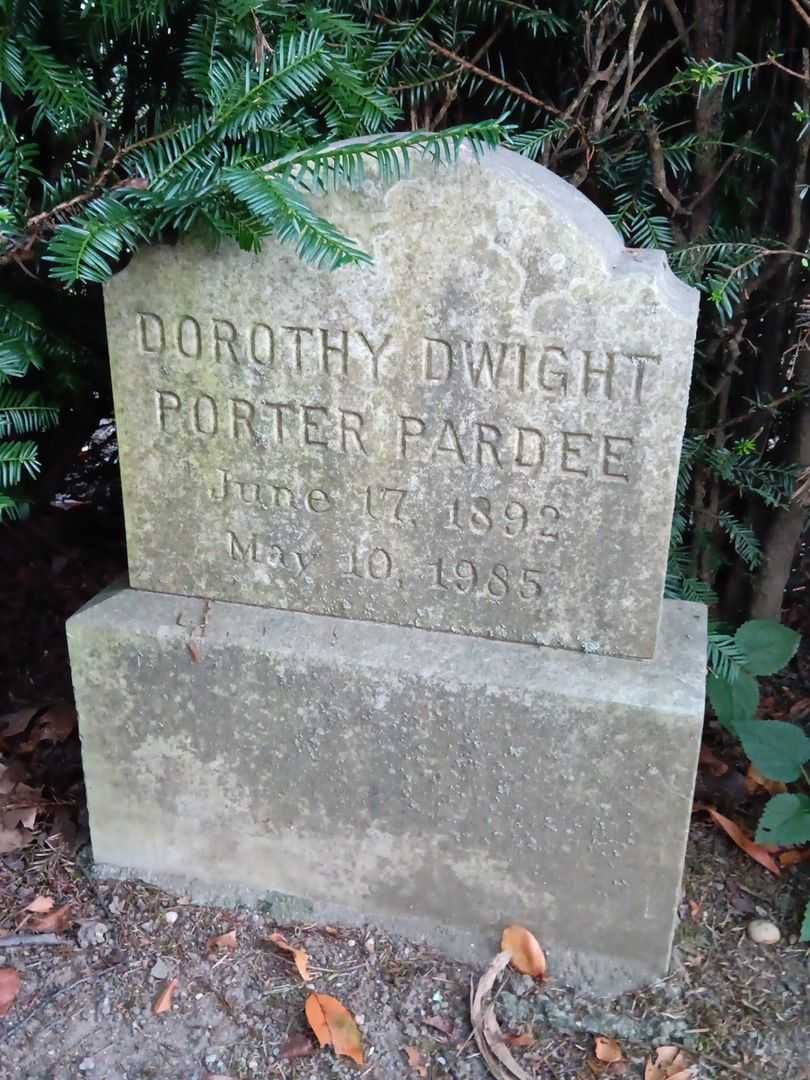 DOROTHY DWIGHT
PORTER PARDEE
June 17, 1892
May 10, 1985